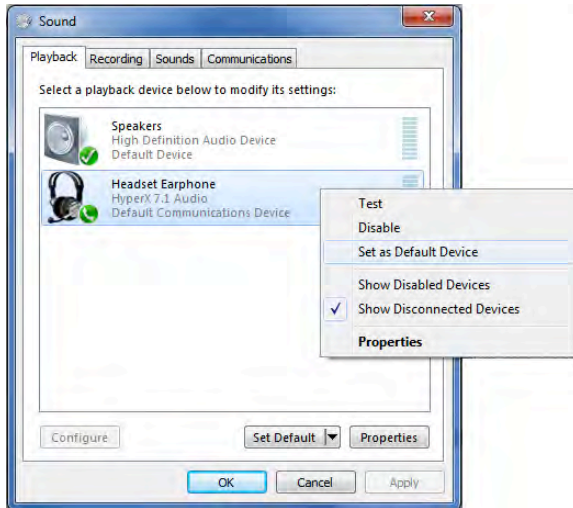 Sound
Playback Recording Sounds Communications
Select a playback device below to modify its settings:
Speakers
High Definition Audio Device
Default Device
Headset Earphone
HyperX 7.1 Audio
Default Communications Device
Test
Disable
Set as Default Device
Show Disabled Devices
Show Disconnected Devices
Properties
Configure Set Default Properties
OK Cancel Apply